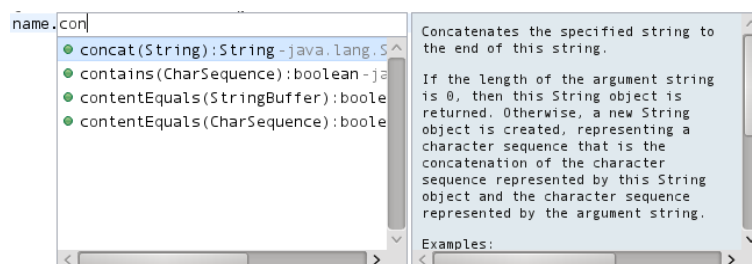 name.con
concat(String):String-java.lang.S
contains(CharSequence):boolean-ja
contentEquals(StringBuffer):boole
contentEquals(CharSequence):boole
Concatenates the specified string to
the end of this string.
If the length of the argument string
is 0, then this String object is
returned. Otherwise, a new String
object is created, representing a
character sequence that is the
concatenation of the character
sequence represented by this String
object and the character sequence
represented by the argument string.
Examples: